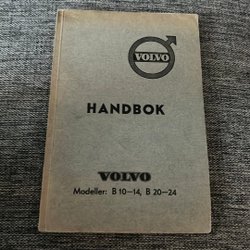 VOLVO
HANDBOK
VOLVO
Modeller: B 10—14, B 20—24